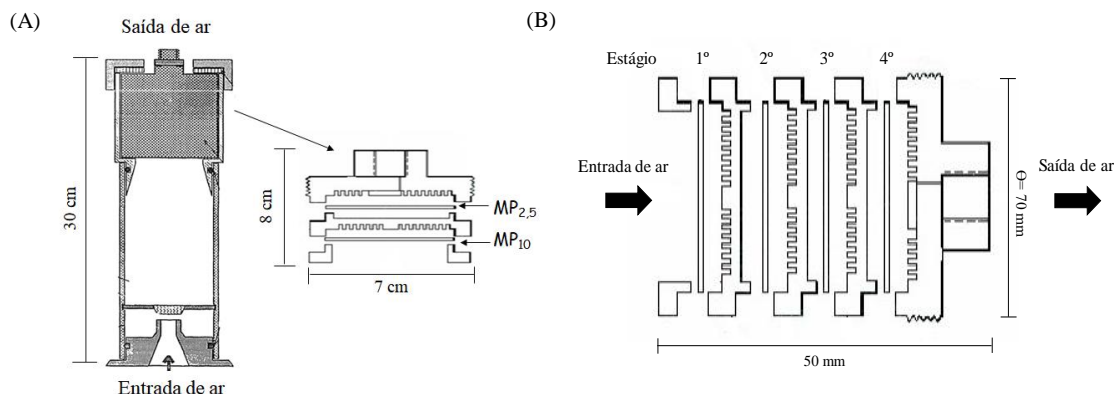 (A)
Saída de ar
30 cm
8 cm
MP2,5
MP10
7 cm
Entrada de ar
(B)
Estágio 1º 2º 3º 4º
Entrada de ar
Saída de ar
Ө= 70 mm
50 mm